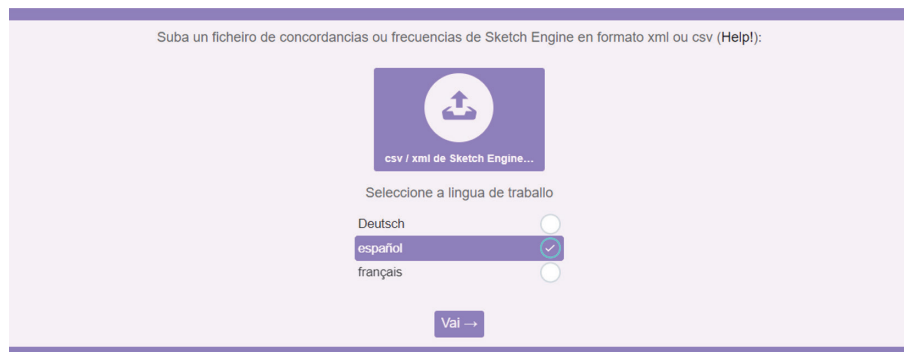 Suba un ficheiro de concordancias ou frecuencias de Sketch Engine en formato xml ou csv (Help!):
csv / xml de Sketch Engine...
Seleccione a lingua de traballo
Deutsch
español
français
Vai →